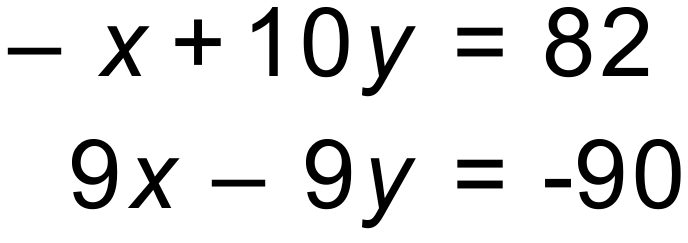 – x + 10y = 82
9x – 9y = -90